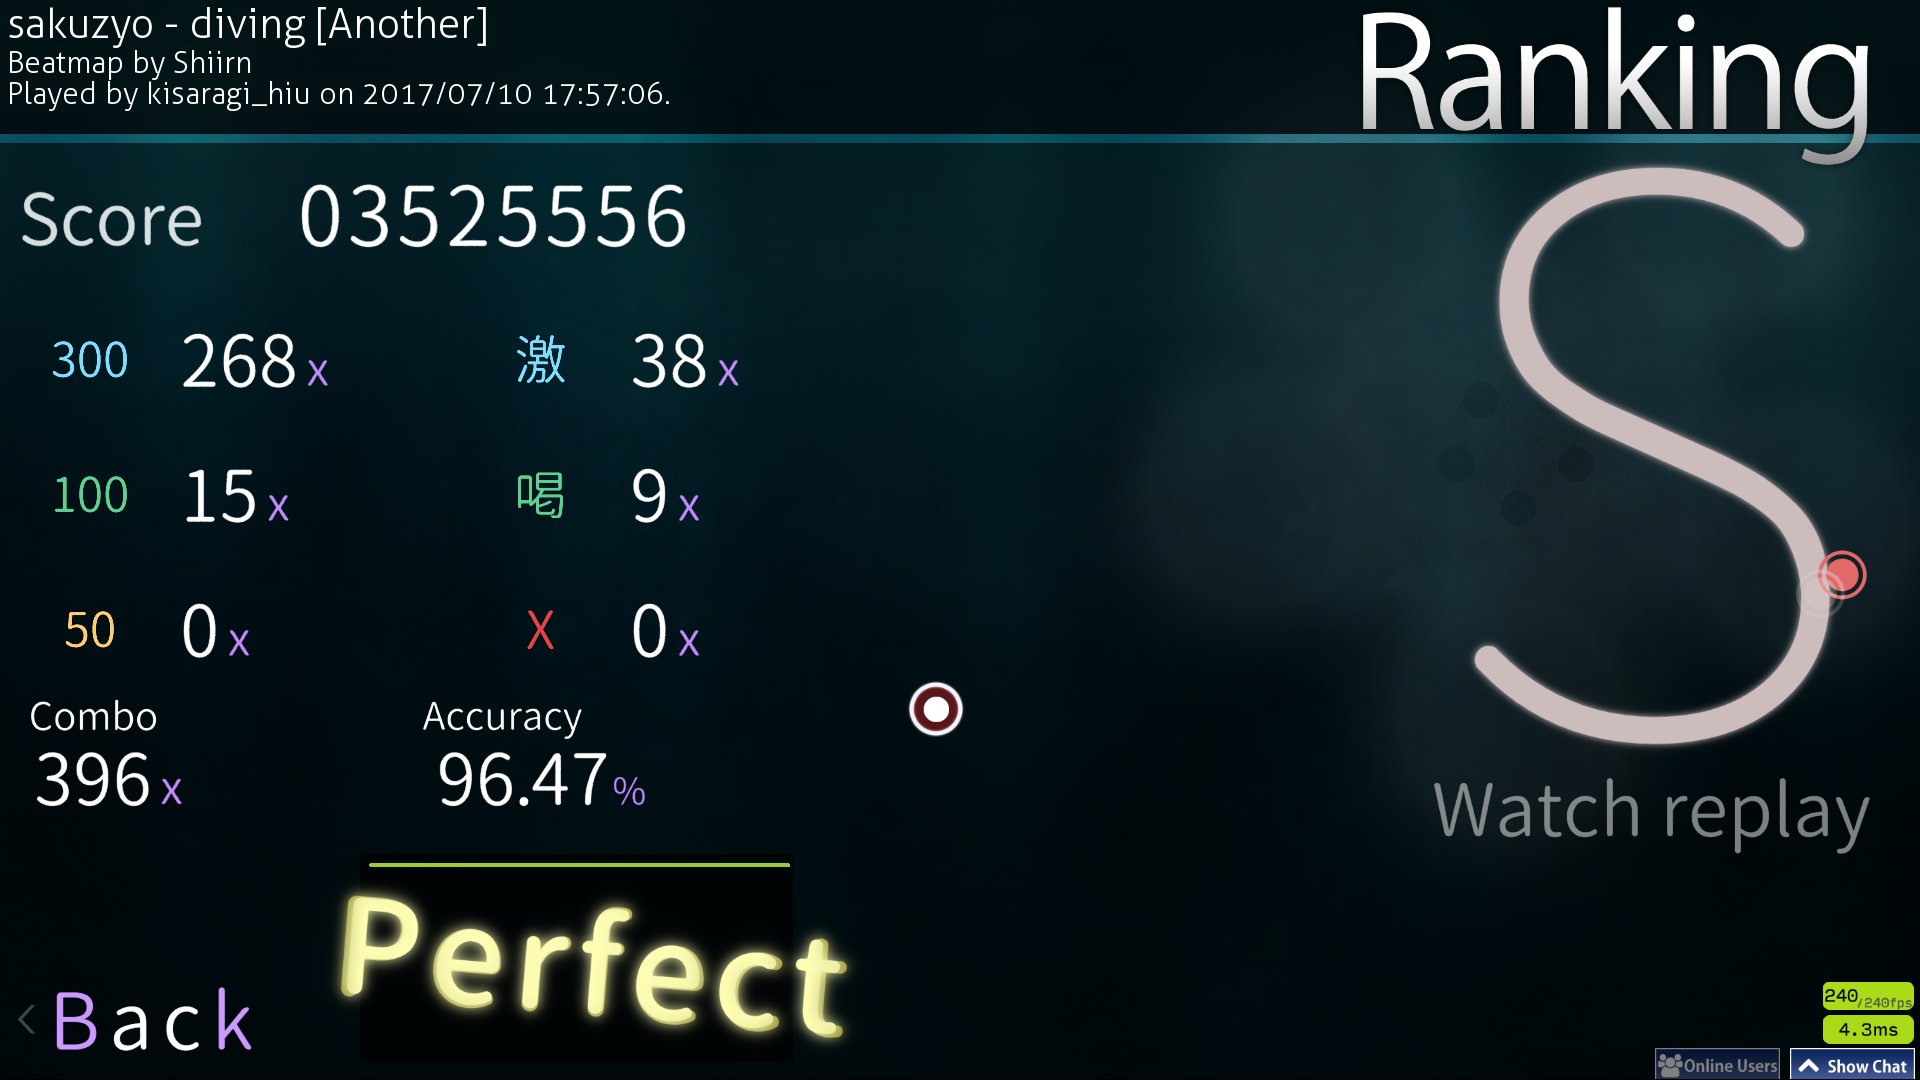 sakuzyo - diving [Another]
Beatmap by Shiirn
Played by kisaragi_hiu on 2017/07/10 17:57:06.
Ranking
Score 03525556
300 268x 激 38x
100 15x 喝 9x
50 0x X 0x
Combo Accuracy
396x 96.47%
Watch replay
Perfect
< Back
240/240fps
4.3ms
Online Users Show Chat